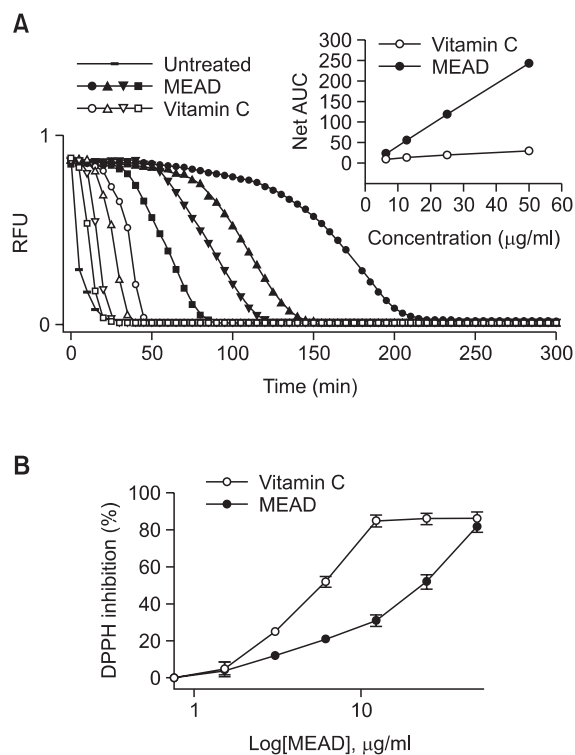 A
Untreated
MEAD
Vitamin C
Vitamin C
MEAD
300
250
200
150
100
50
0
Net AUC
0 10 20 30 40 50 60
Concentration (μg/ml)
1
0
RFU
0 50 100 150 200 250 300
Time (min)
B
Vitamin C
MEAD
100
80
60
40
20
0
DPPH inhibition (%)
1 10
Log[MEAD], μg/ml